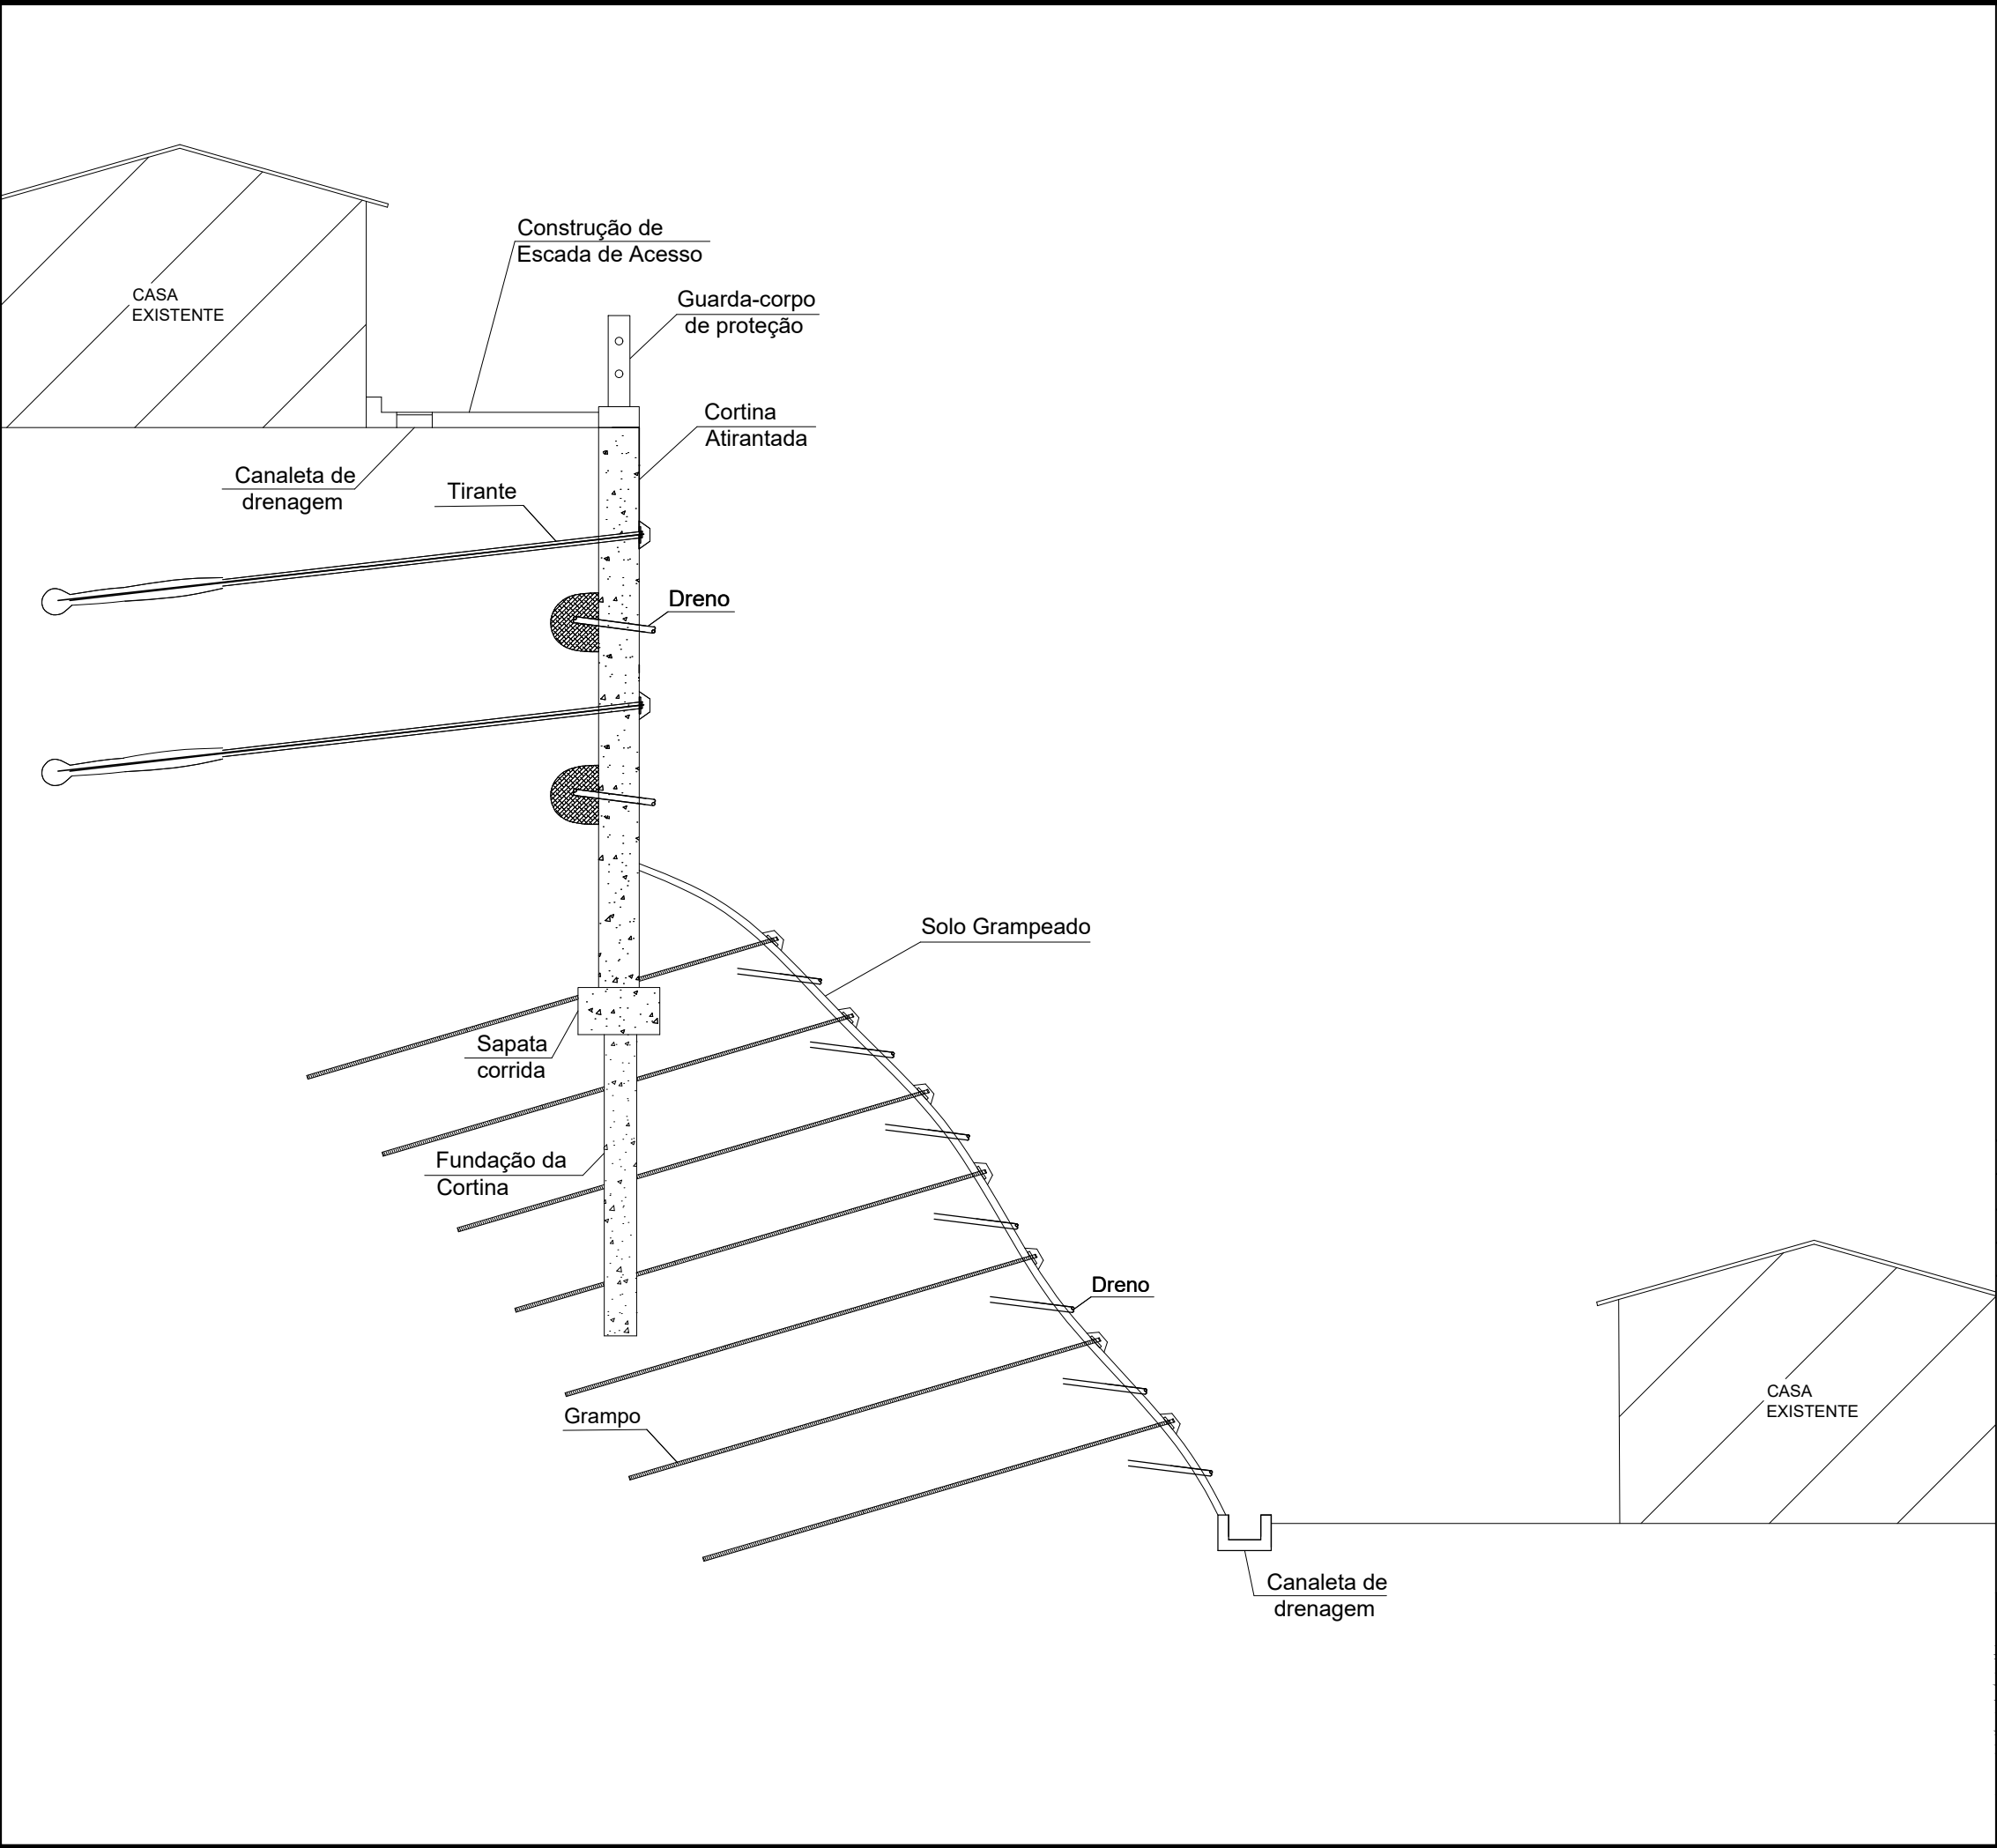 Construção de
Escada de Acesso
CASA
EXISTENTE
Guarda-corpo
de proteção
Cortina
Atirantada
Canaleta de
drenagem
Tirante
Dreno
Solo Grampeado
Sapata
corrida
Fundação da
Cortina
Dreno
Grampo
CASA
EXISTENTE
Canaleta de
drenagem